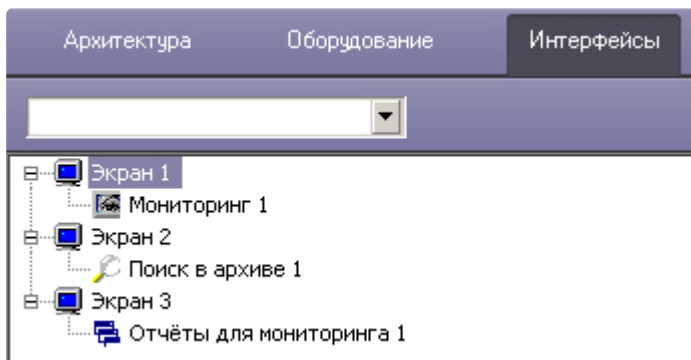 Архитектура Оборудование Интерфейсы
Экран 1
Мониторинг 1
Экран 2
Поиск в архиве 1
Экран 3
Отчёты для мониторинга 1